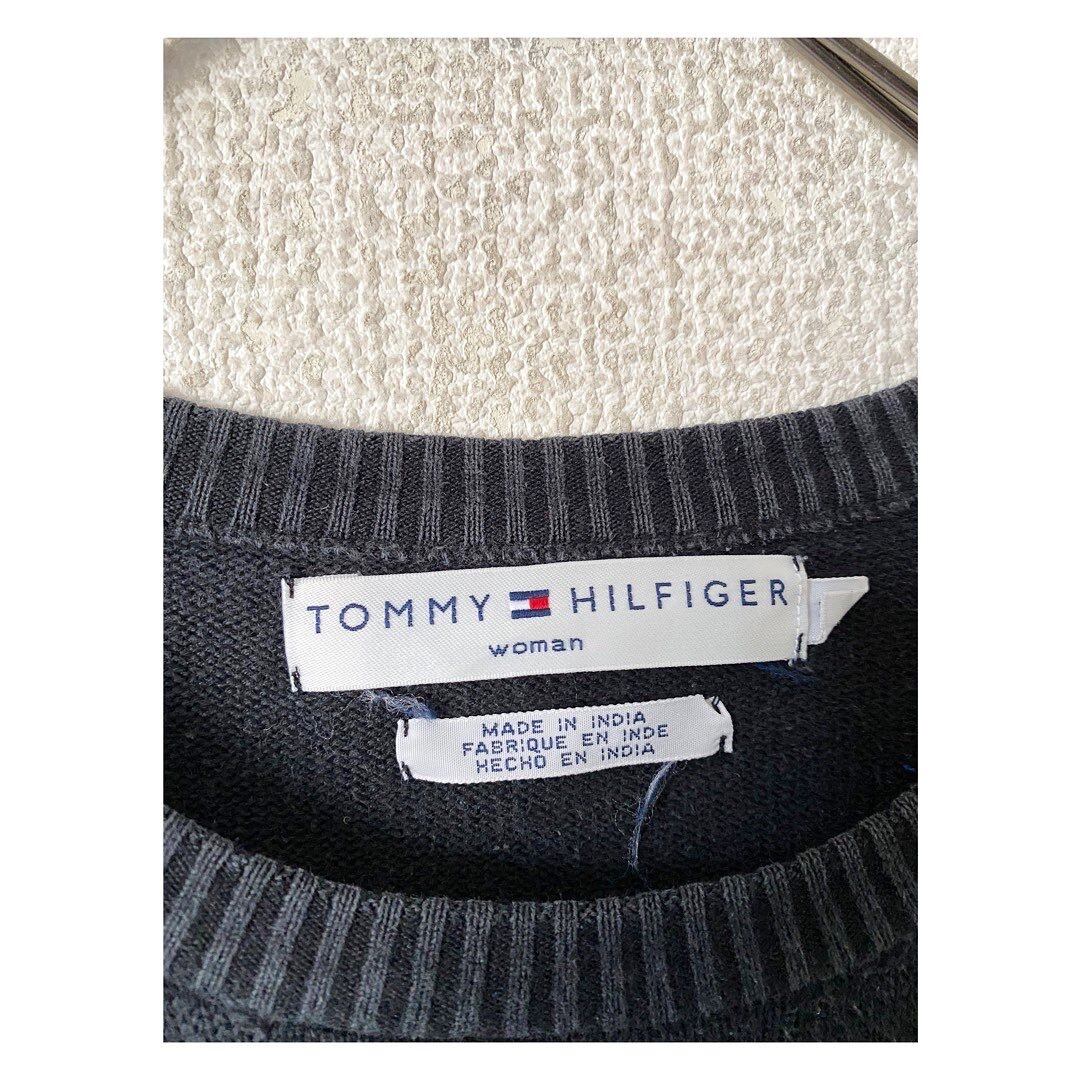 TOMMY HILFIGER
woman
MADE IN INDIA
FABRIQUE EN INDE
HECHO EN INDIA